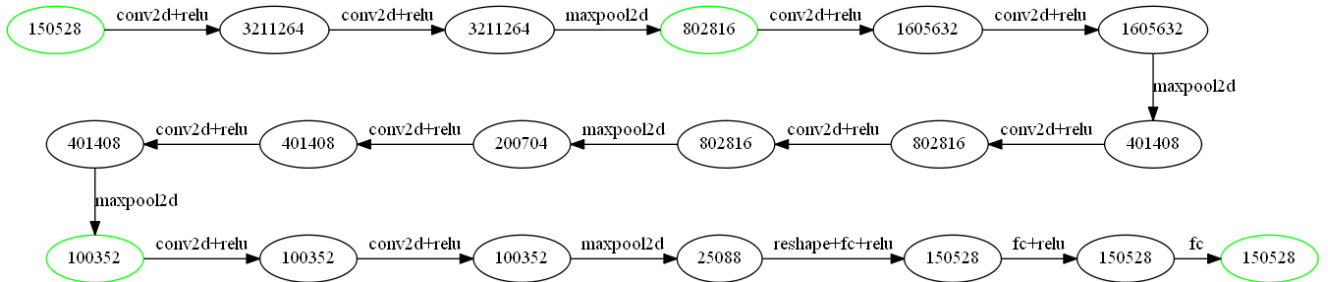 150528 conv2d+relu 3211264 conv2d+relu 3211264 maxpool2d 802816 conv2d+relu 1605632 conv2d+relu 1605632
maxpool2d
401408 conv2d+relu 401408 conv2d+relu 200704 maxpool2d 802816 conv2d+relu 802816 conv2d+relu 401408
maxpool2d
100352 conv2d+relu 100352 conv2d+relu 100352 maxpool2d 25088 reshape+fc+relu 150528 fc+relu 150528 fc 150528